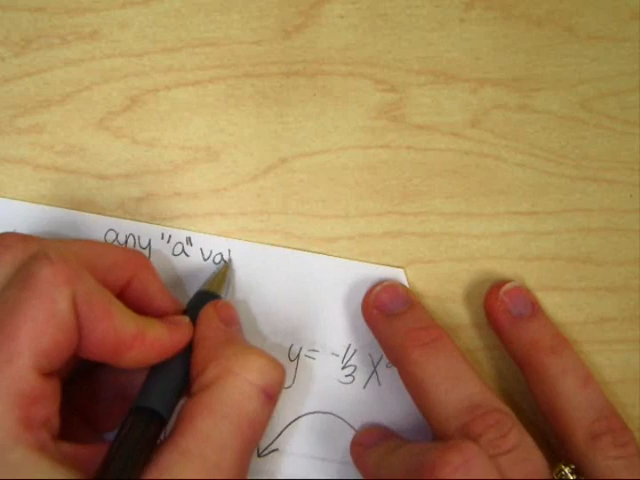 any "a" val
y = -1/3 x²